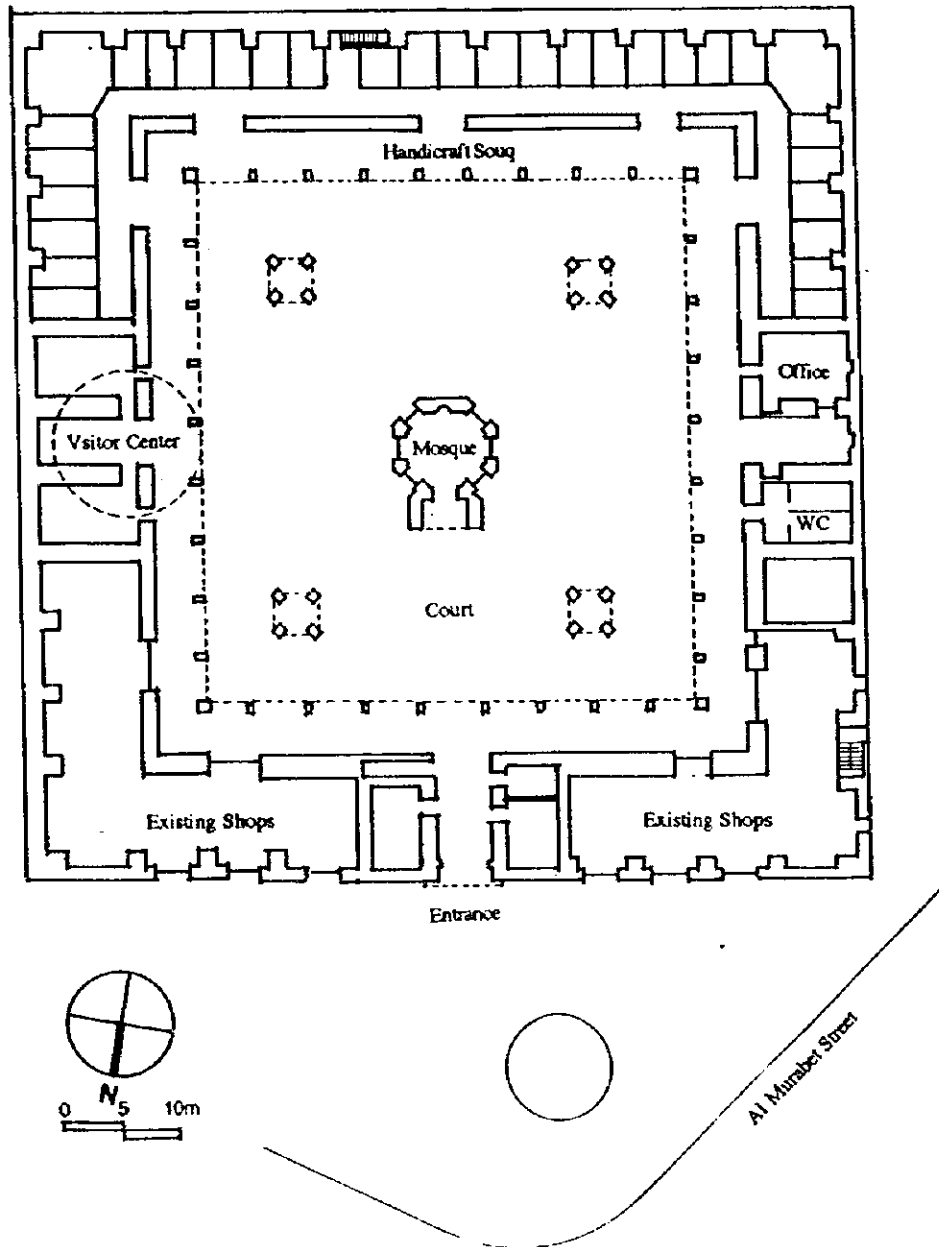 Handicraft Souq
Office
Vsitor Center
Mosque
WC
Court
Existing Shops
Existing Shops
Entrance
Al Murabet Street
N
0 5 10m